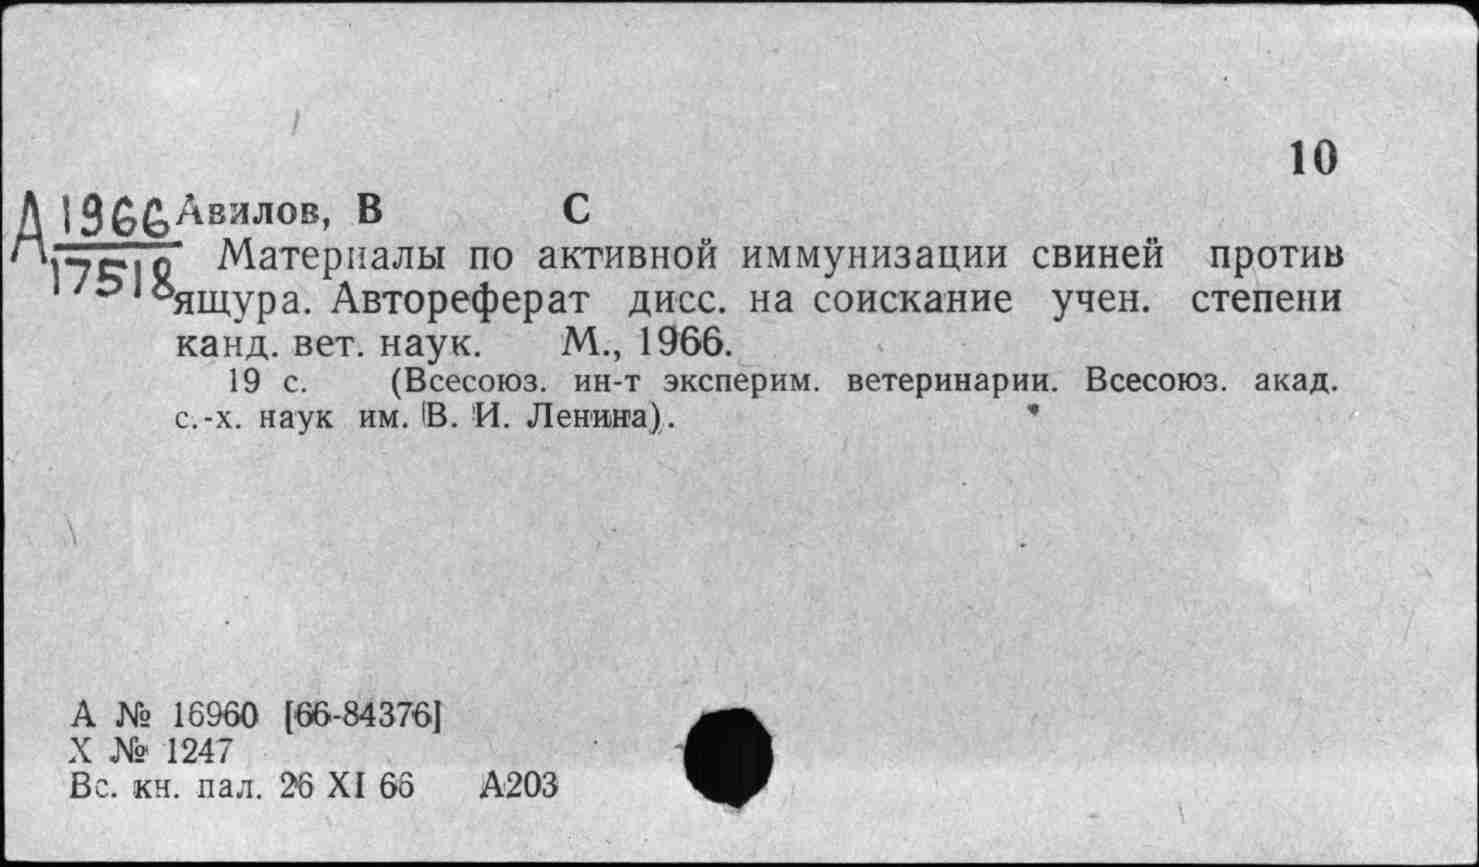 10
А 1966 Авилов, В С
17518 Материалы по активной иммунизации свиней против
ящура. Автореферат дисс. на соискание учен. степени
канд. вет. наук. М., 1966.
19 с. (Всесоюз. ин-т эксперим. ветеринарии. Всесоюз. акад.
с.-х. наук им. В. И. Ленина).
А № 16960 [66-84376]
X № 1247
Вс. кн. пал. 26 XI 66 А203